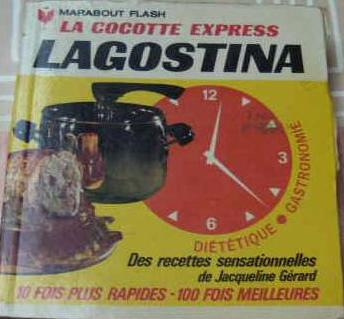 MARABOUT FLASH
LA COCOTTE EXPRESS
LAGOSTINA
12
3
6
DIÉTÉTIQUE ● GASTRONOMIE
Des recettes sensationnelles
de Jacqueline Gérard
10 FOIS PLUS RAPIDES - 100 FOIS MEILLEURES